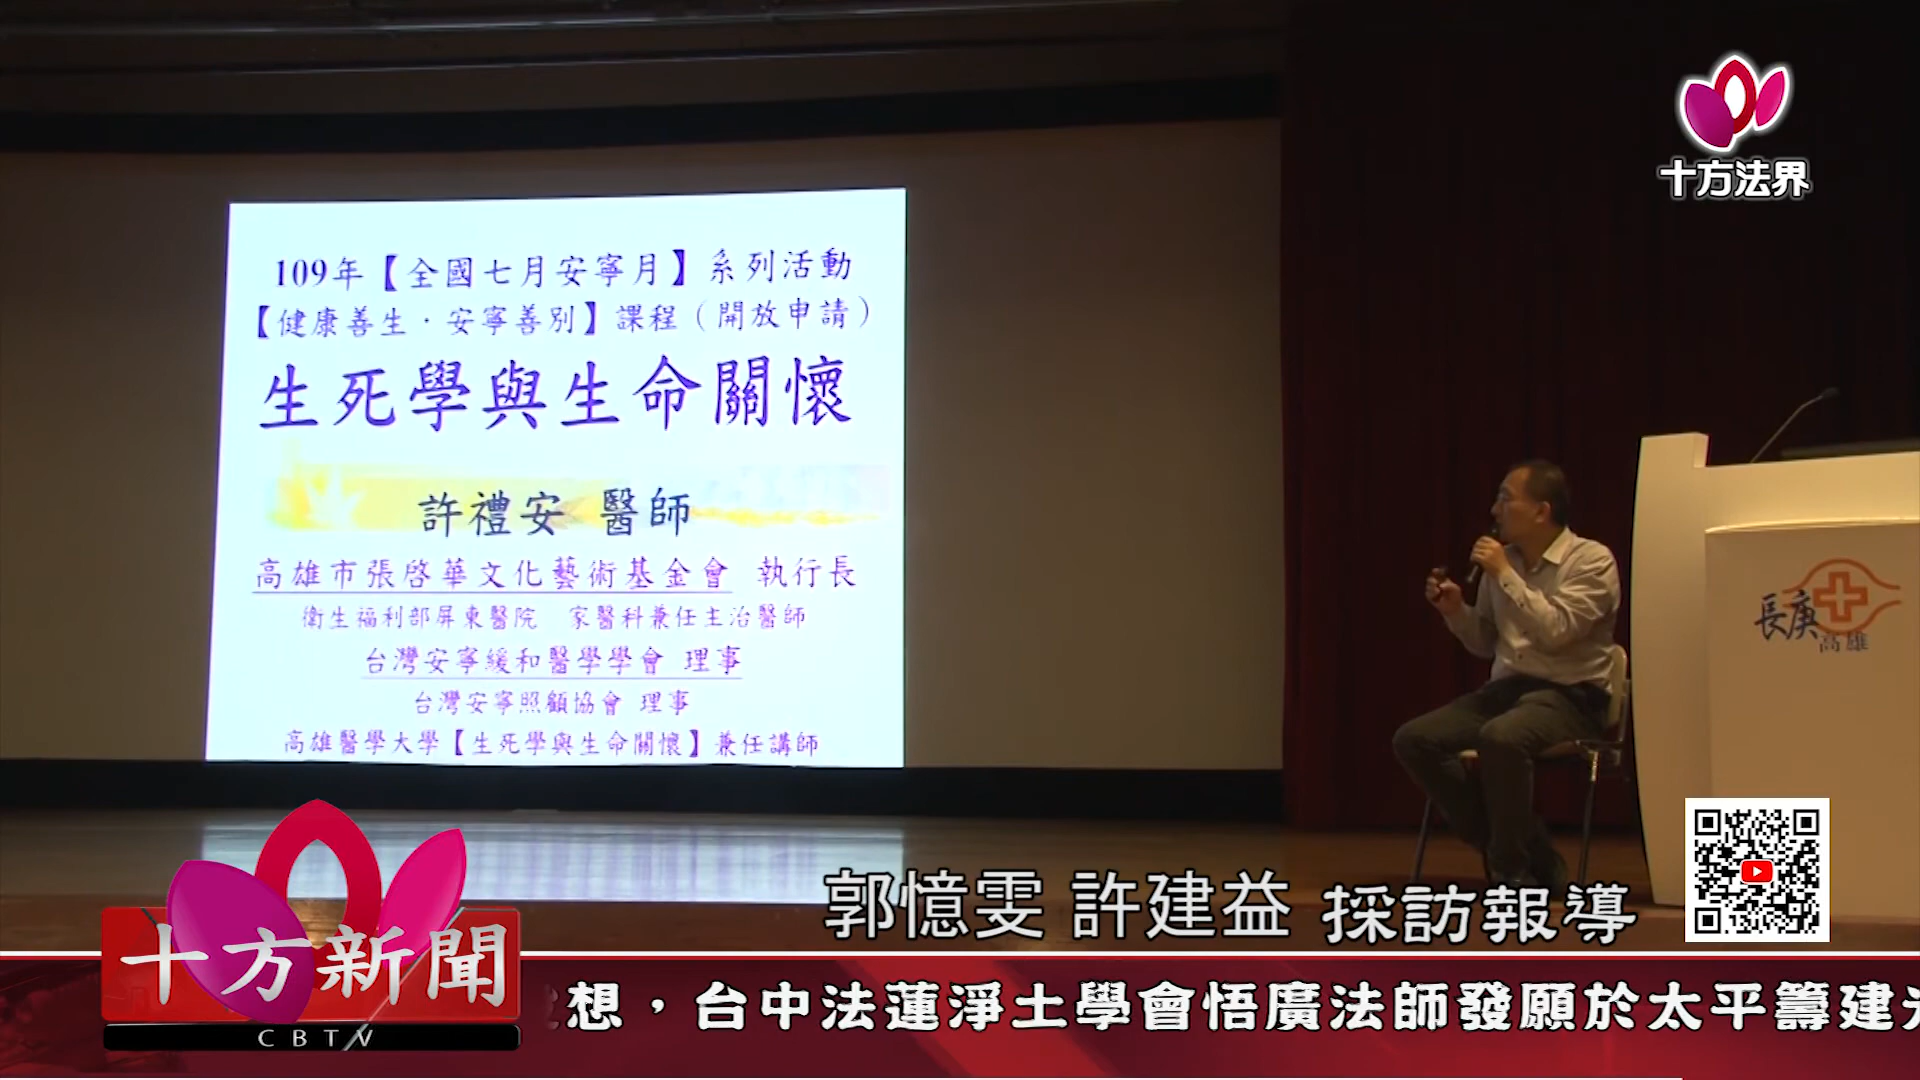 十方法界
109年【全國七月安寧月】系列活動
【健康善生．安寧善別】課程（開放申請）
生死學與生命關懷
許禮安 醫師
高雄市張啓華文化藝術基金會 執行長
衛生福利部屏東醫院 家醫科兼任主治醫師
台灣安寧緩和醫學學會 理事
台灣安寧照顧協會 理事
高雄醫學大學【生死學與生命關懷】兼任講師
長庚
高雄
郭憶雯 許建益 採訪報導
十方新聞
CBTV
想，台中法蓮淨土學會悟廣法師發願於太平籌建